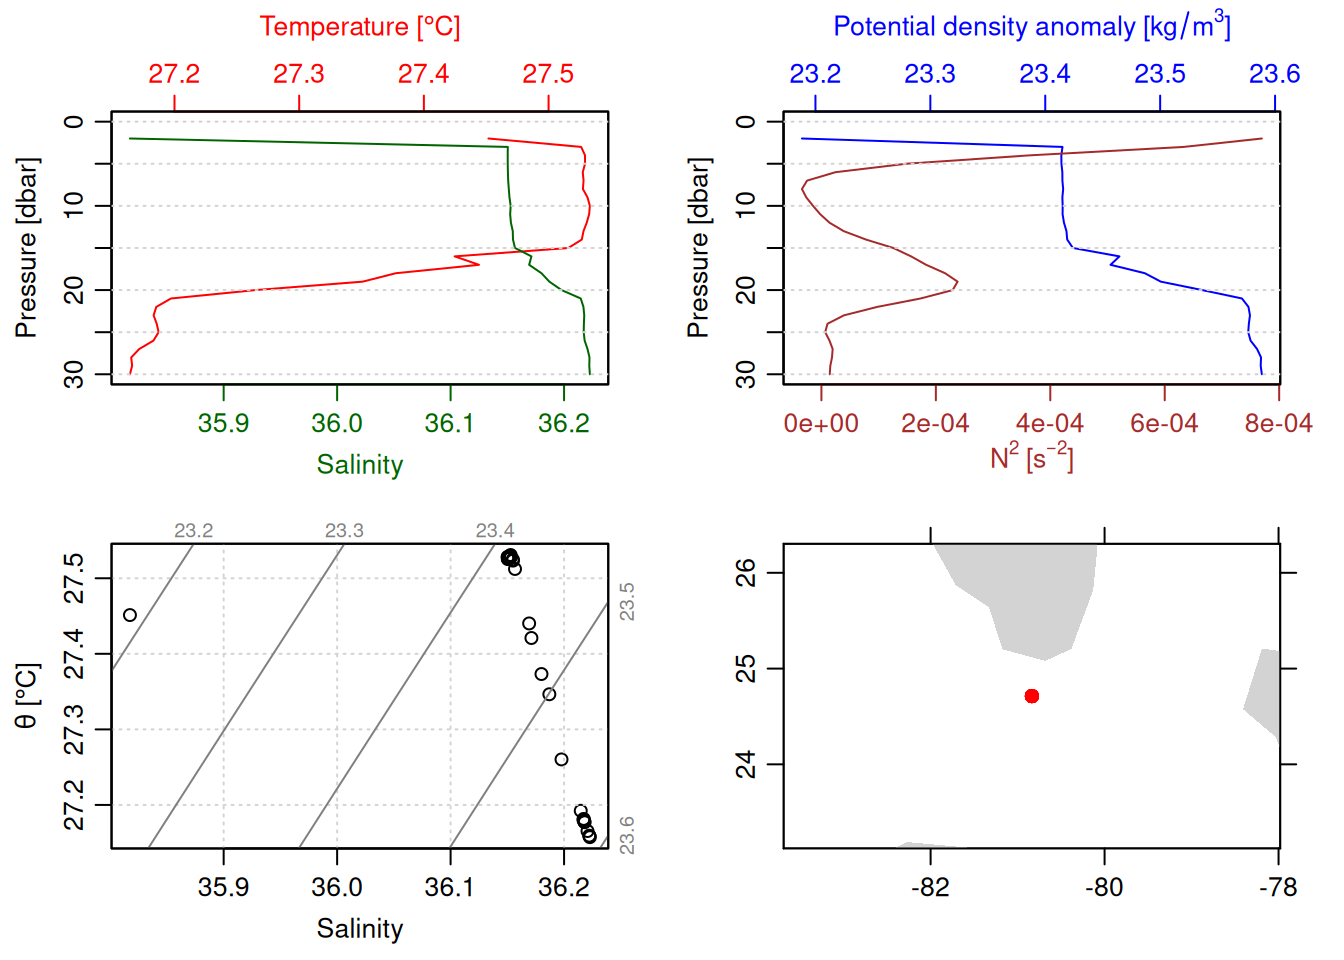 Temperature [°C]
27.2 27.3 27.4 27.5
Pressure [dbar]
0 10 20 30
35.9 36.0 36.1 36.2
Salinity
Potential density anomaly [kg/m³]
23.2 23.3 23.4 23.5 23.6
Pressure [dbar]
0 10 20 30
0e+00 2e-04 4e-04 6e-04 8e-04
N² [s⁻²]
23.2 23.3 23.4
23.5
23.6
θ [°C]
27.5 27.4 27.3 27.2
35.9 36.0 36.1 36.2
Salinity
26 25 24
-82 -80 -78